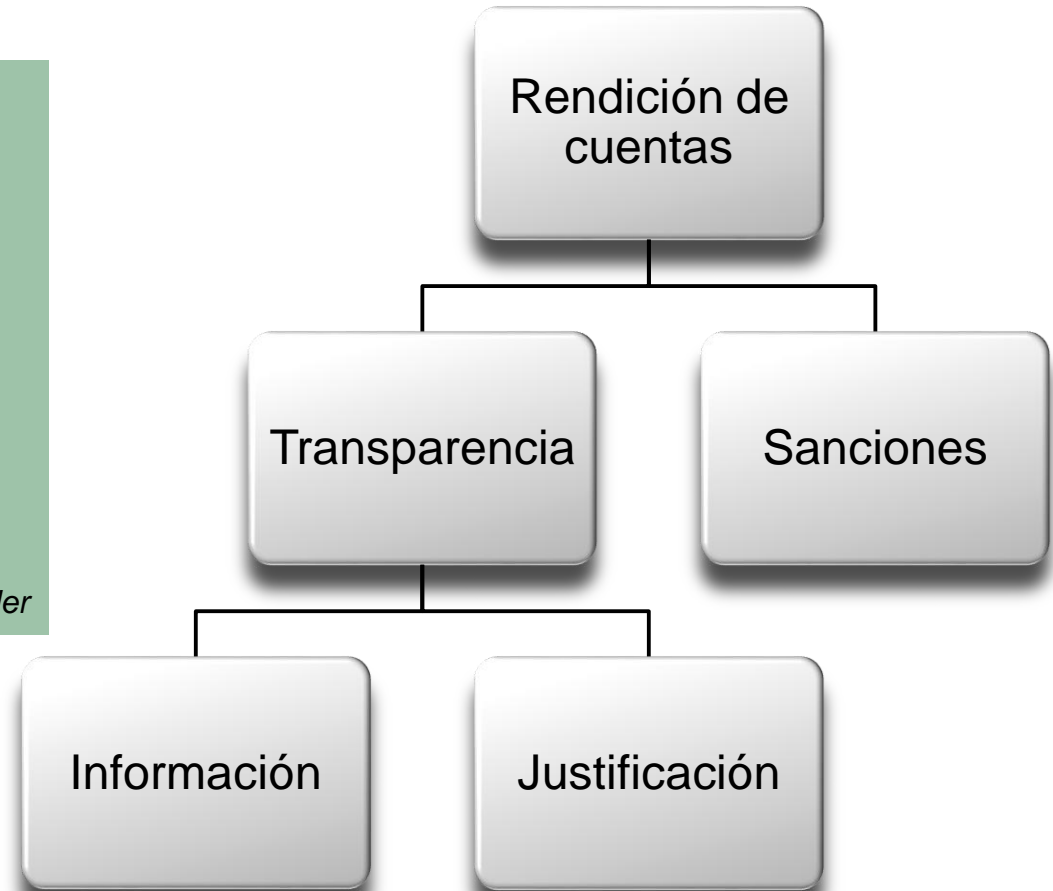 Rendición de
cuentas
Transparencia
Sanciones
Información
Justificación